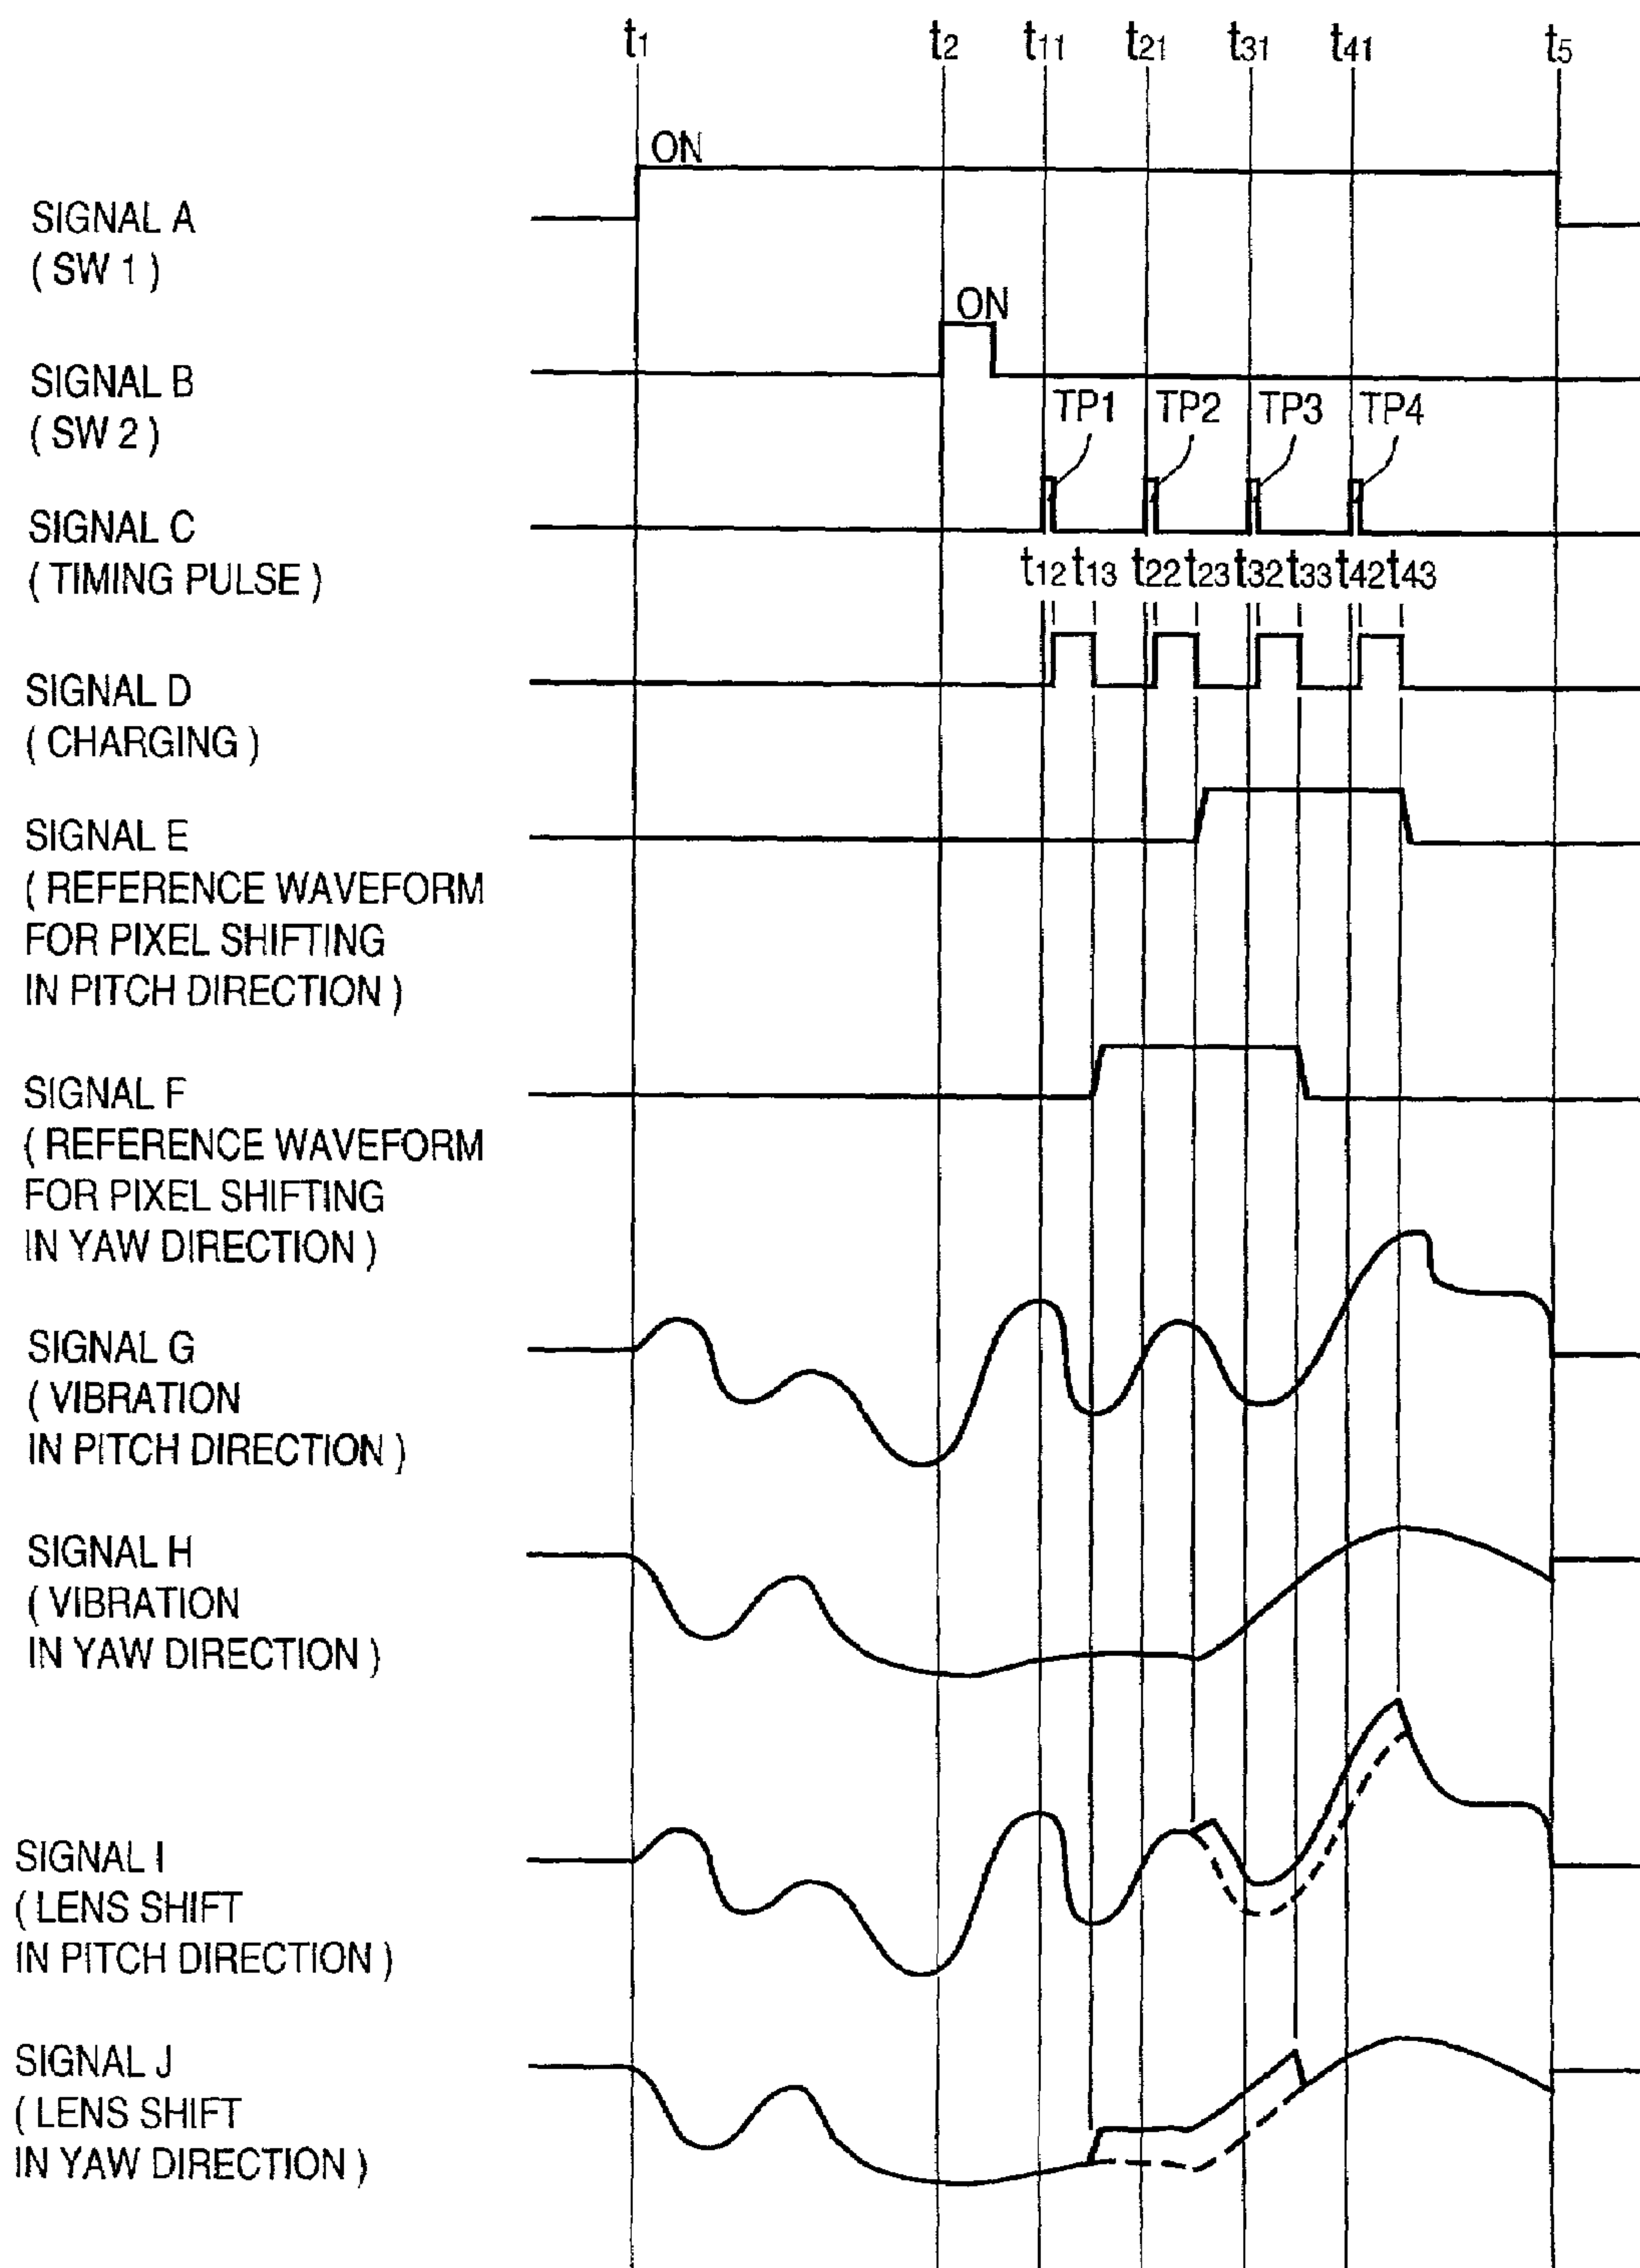 t1 t2 t11 t21 t31 t41 t5
ON
SIGNAL A
( SW 1 )
ON
SIGNAL B
( SW 2 )
TP1 TP2 TP3 TP4
SIGNAL C
( TIMING PULSE )
t12 t13 t22 t23 t32 t33 t42 t43
SIGNAL D
( CHARGING )
SIGNAL E
( REFERENCE WAVEFORM
FOR PIXEL SHIFTING
IN PITCH DIRECTION )
SIGNAL F
( REFERENCE WAVEFORM
FOR PIXEL SHIFTING
IN YAW DIRECTION )
SIGNAL G
( VIBRATION
IN PITCH DIRECTION )
SIGNAL H
( VIBRATION
IN YAW DIRECTION )
SIGNAL I
( LENS SHIFT
IN PITCH DIRECTION )
SIGNAL J
( LENS SHIFT
IN YAW DIRECTION )